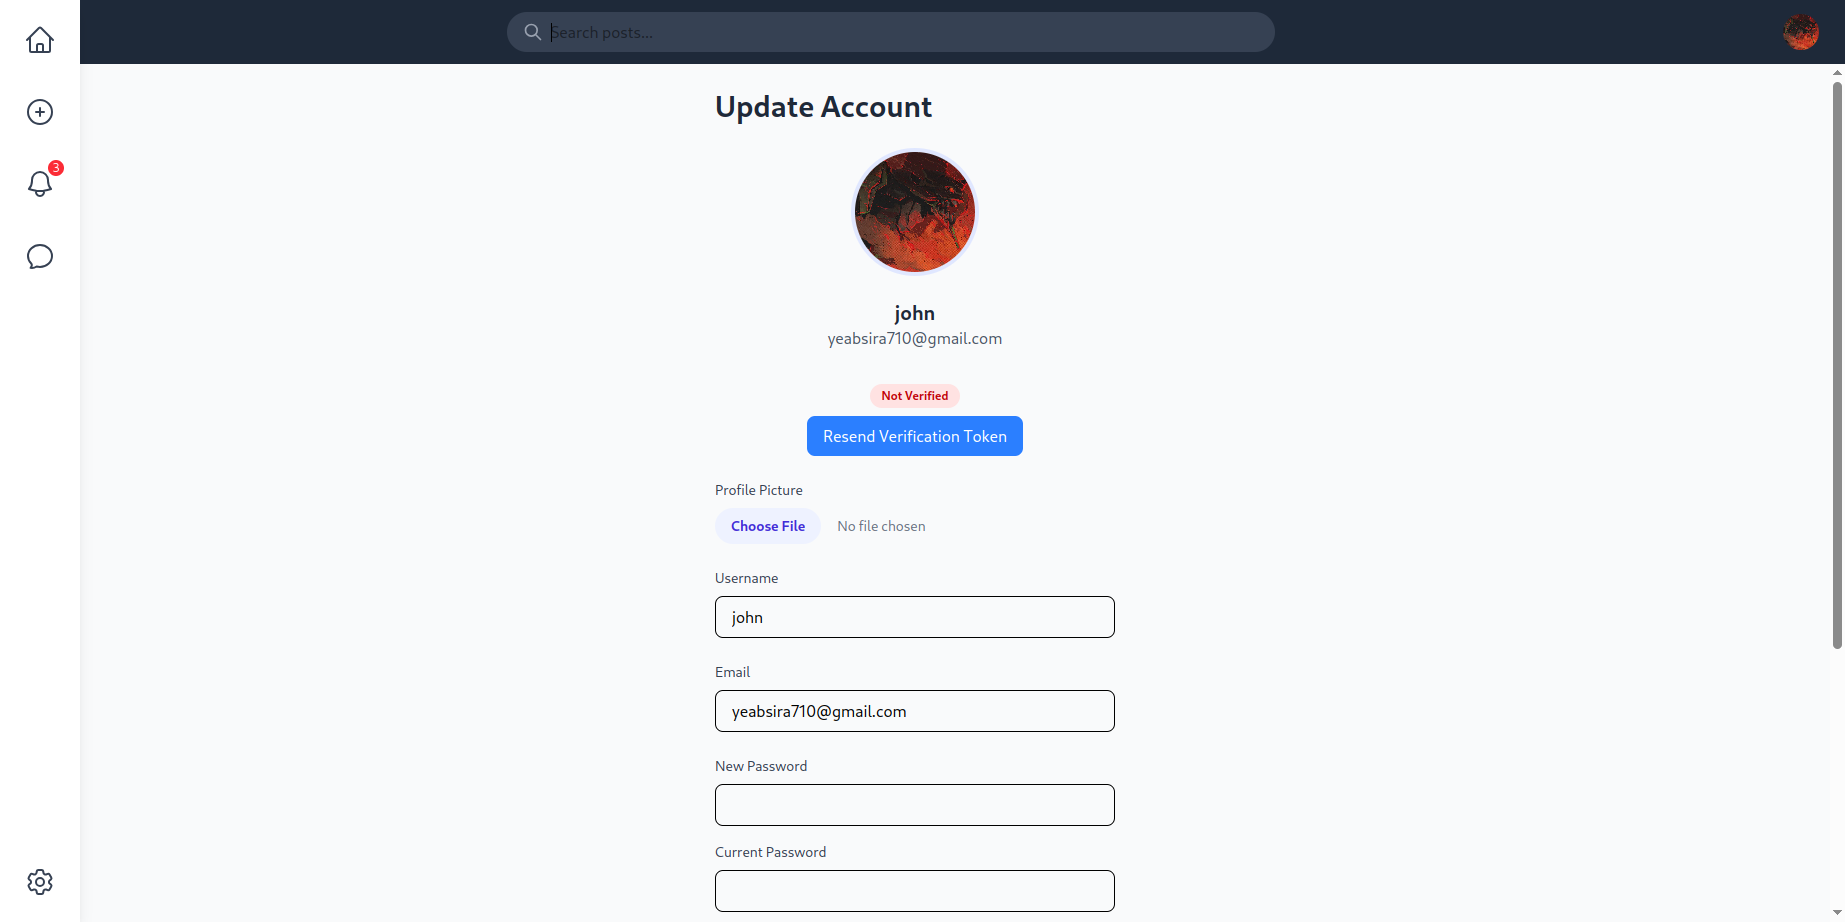 Search posts...
3
Update Account
john
yeabsira710@gmail.com
Not Verified
Resend Verification Token
Profile Picture
Choose File No file chosen
Username
john
Email
yeabsira710@gmail.com
New Password
Current Password